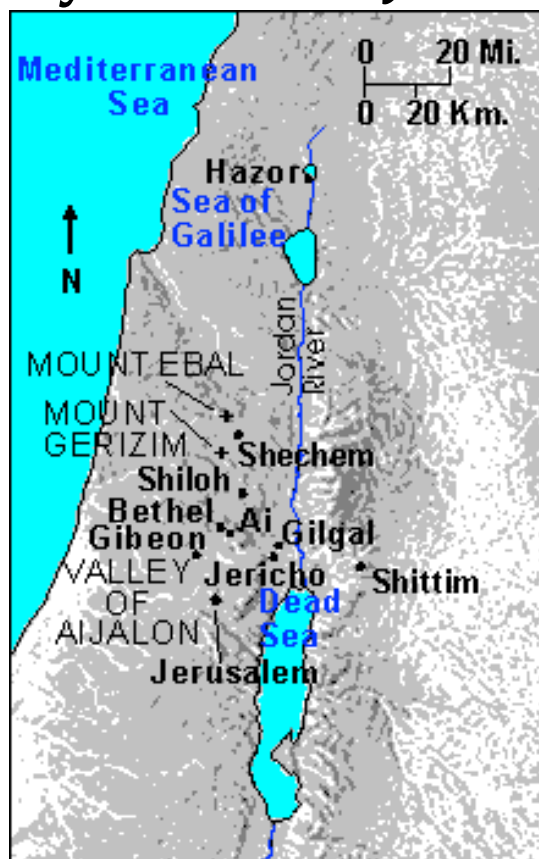 0 20 Mi.
0 20 Km.
Mediterranean
Sea
Hazor
Sea of
Galilee
N
Jordan
River
MOUNT EBAL
MOUNT
GERIZIM
Shechem
Shiloh
Bethel
Ai
Gilgal
Gibeon
Jericho
Shittim
VALLEY
OF
AIJALON
Dead
Sea
Jerusalem